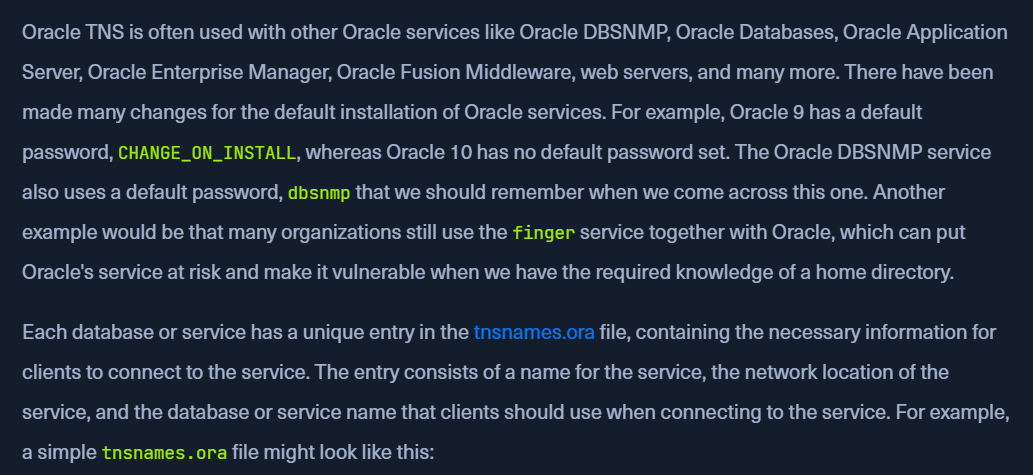 Oracle TNS is often used with other Oracle services like Oracle DBSNMP, Oracle Databases, Oracle Application
Server, Oracle Enterprise Manager, Oracle Fusion Middleware, web servers, and many more. There have been
made many changes for the default installation of Oracle services. For example, Oracle 9 has a default
password, CHANGE_ON_INSTALL, whereas Oracle 10 has no default password set. The Oracle DBSNMP service
also uses a default password, dbsnmp that we should remember when we come across this one. Another
example would be that many organizations still use the finger service together with Oracle, which can put
Oracle's service at risk and make it vulnerable when we have the required knowledge of a home directory.
Each database or service has a unique entry in the tnsnames.ora file, containing the necessary information for
clients to connect to the service. The entry consists of a name for the service, the network location of the
service, and the database or service name that clients should use when connecting to the service. For example,
a simple tnsnames.ora file might look like this: